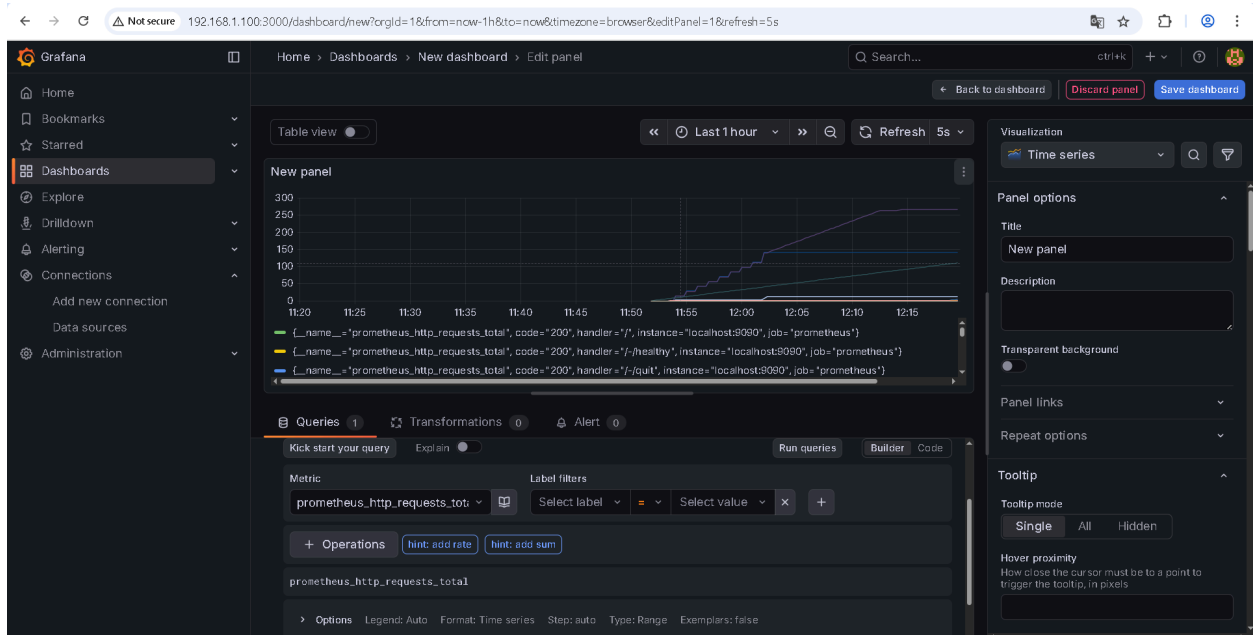 Not secure 192.168.1.100:3000/dashboard/new?orgId=1&from=now-1h&to=now&timezone=browser&editPanel=1&refresh=5s
Grafana
Home › Dashboards › New dashboard › Edit panel
Search... ctrl+k
Back to dashboard Discard panel Save dashboard
Home
Bookmarks
Starred
Dashboards
Explore
Drilldown
Alerting
Connections
Add new connection
Data sources
Administration
Table view
Last 1 hour
Refresh 5s
New panel
300
250
200
150
100
50
0
11:20 11:25 11:30 11:35 11:40 11:45 11:50 11:55 12:00 12:05 12:10 12:15
{__name__="prometheus_http_requests_total", code="200", handler="/", instance="localhost:9090", job="prometheus"}
{__name__="prometheus_http_requests_total", code="200", handler="/-/healthy", instance="localhost:9090", job="prometheus"}
{__name__="prometheus_http_requests_total", code="200", handler="/-/quit", instance="localhost:9090", job="prometheus"}
Queries 1 Transformations 0 Alert 0
Kick start your query Explain Run queries Builder Code
Metric Label filters
prometheus_http_requests_tot Select label = Select value
+ Operations hint: add rate hint: add sum
prometheus_http_requests_total
Options Legend: Auto Format: Time series Step: auto Type: Range Exemplars: false
Visualization
Time series
Panel options
Title
New panel
Description
Transparent background
Panel links
Repeat options
Tooltip
Tooltip mode
Single All Hidden
Hover proximity
How close the cursor must be to a point to
trigger the tooltip, in pixels